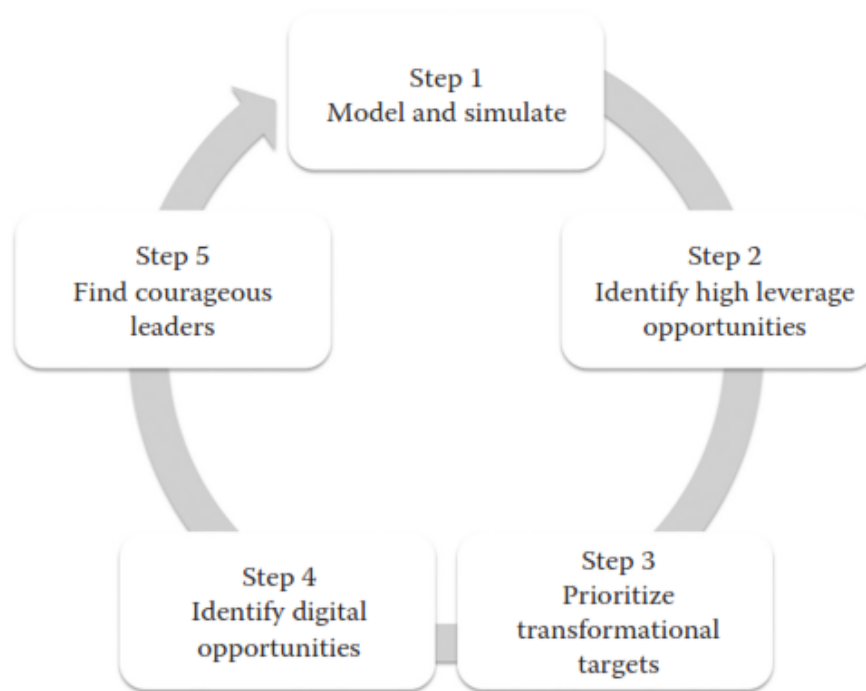 Step 1
Model and simulate
Step 2
Identify high leverage
opportunities
Step 3
Prioritize
transformational
targets
Step 4
Identify digital
opportunities
Step 5
Find courageous
leaders